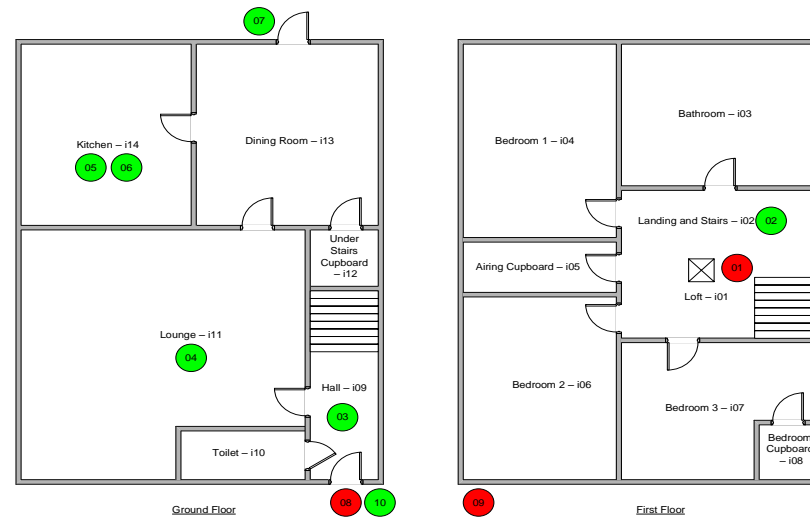 07
Kitchen – i14
05
06
Dining Room – i13
Under
Stairs
Cupboard
– i12
Lounge – i11
04
Hall – i09
03
Toilet – i10
08
10
Ground Floor
Bedroom 1 – i04
Bathroom – i03
Landing and Stairs – i02
02
Airing Cupboard – i05
01
Loft – i01
Bedroom 2 – i06
Bedroom 3 – i07
Bedroom
Cupboard
– i08
09
First Floor